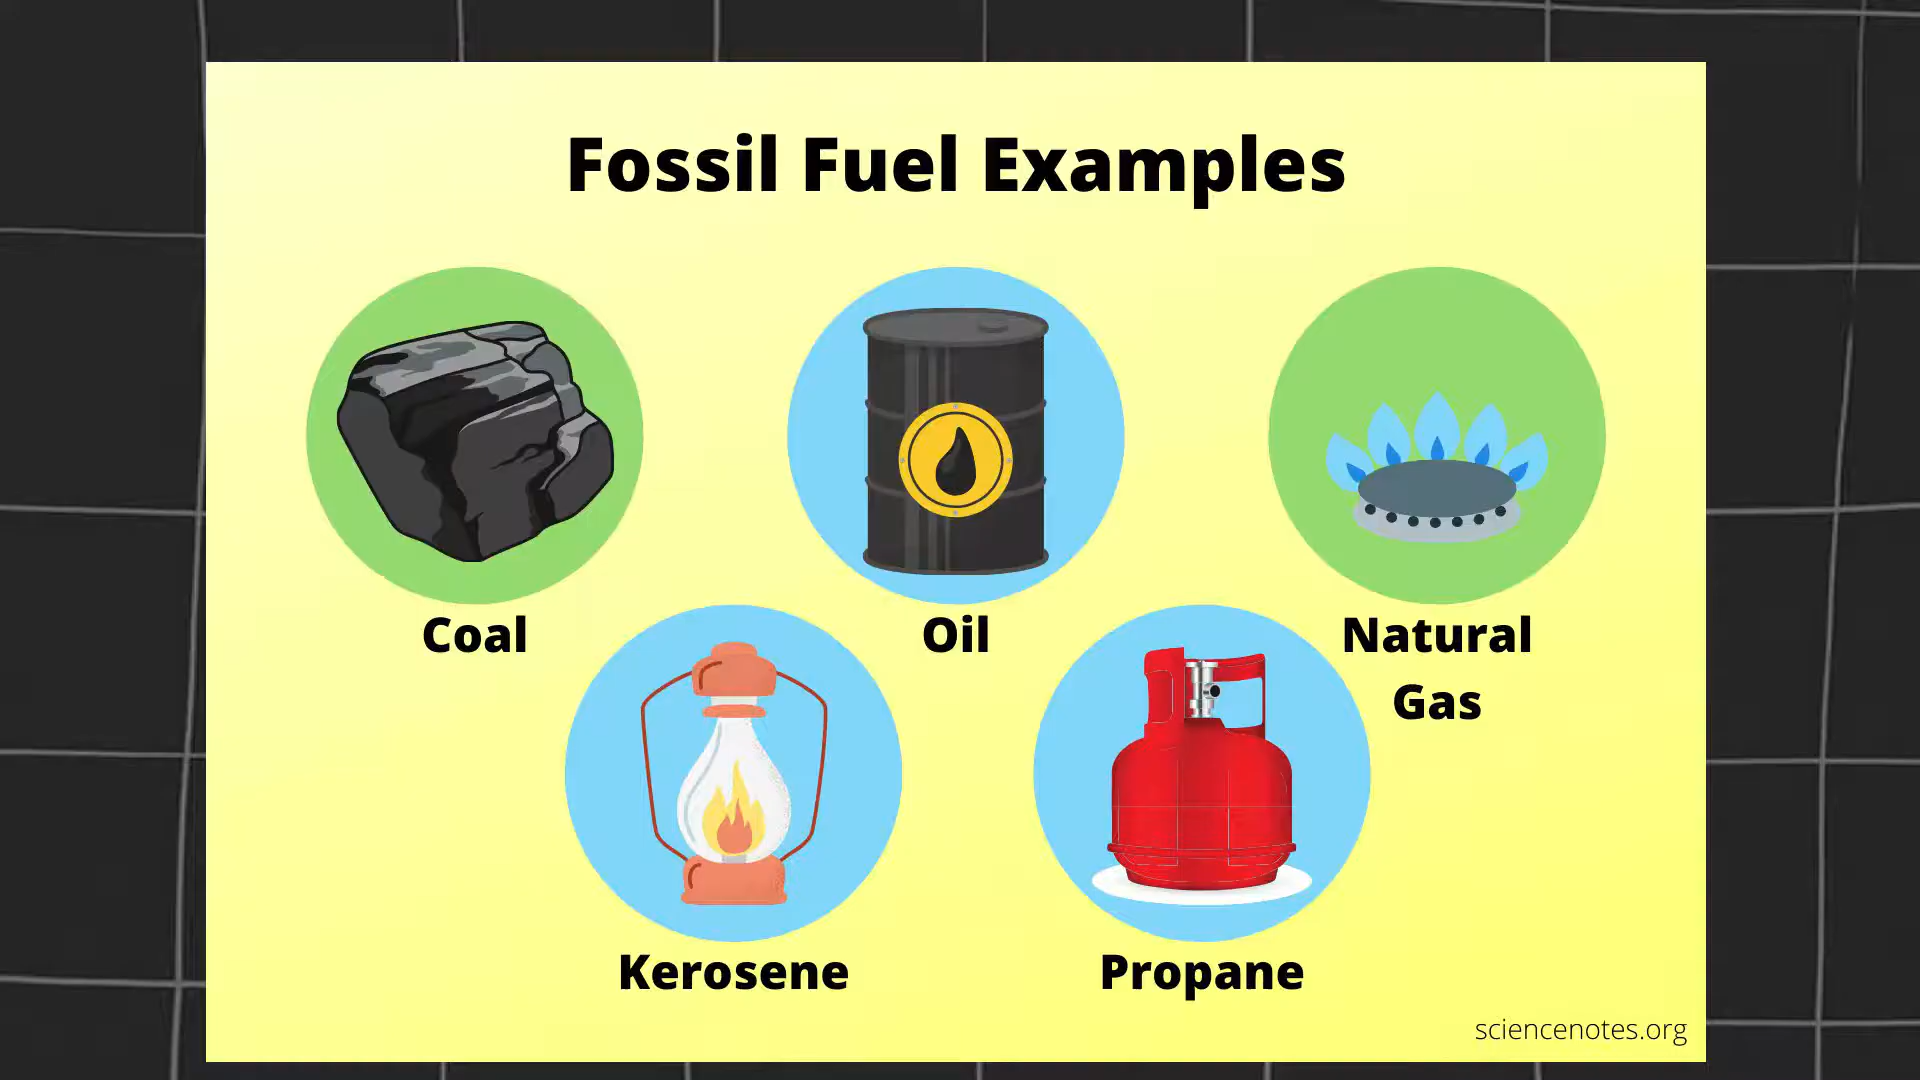 Fossil Fuel Examples
Coal
Oil
Natural
Gas
Kerosene
Propane
sciencenotes.org